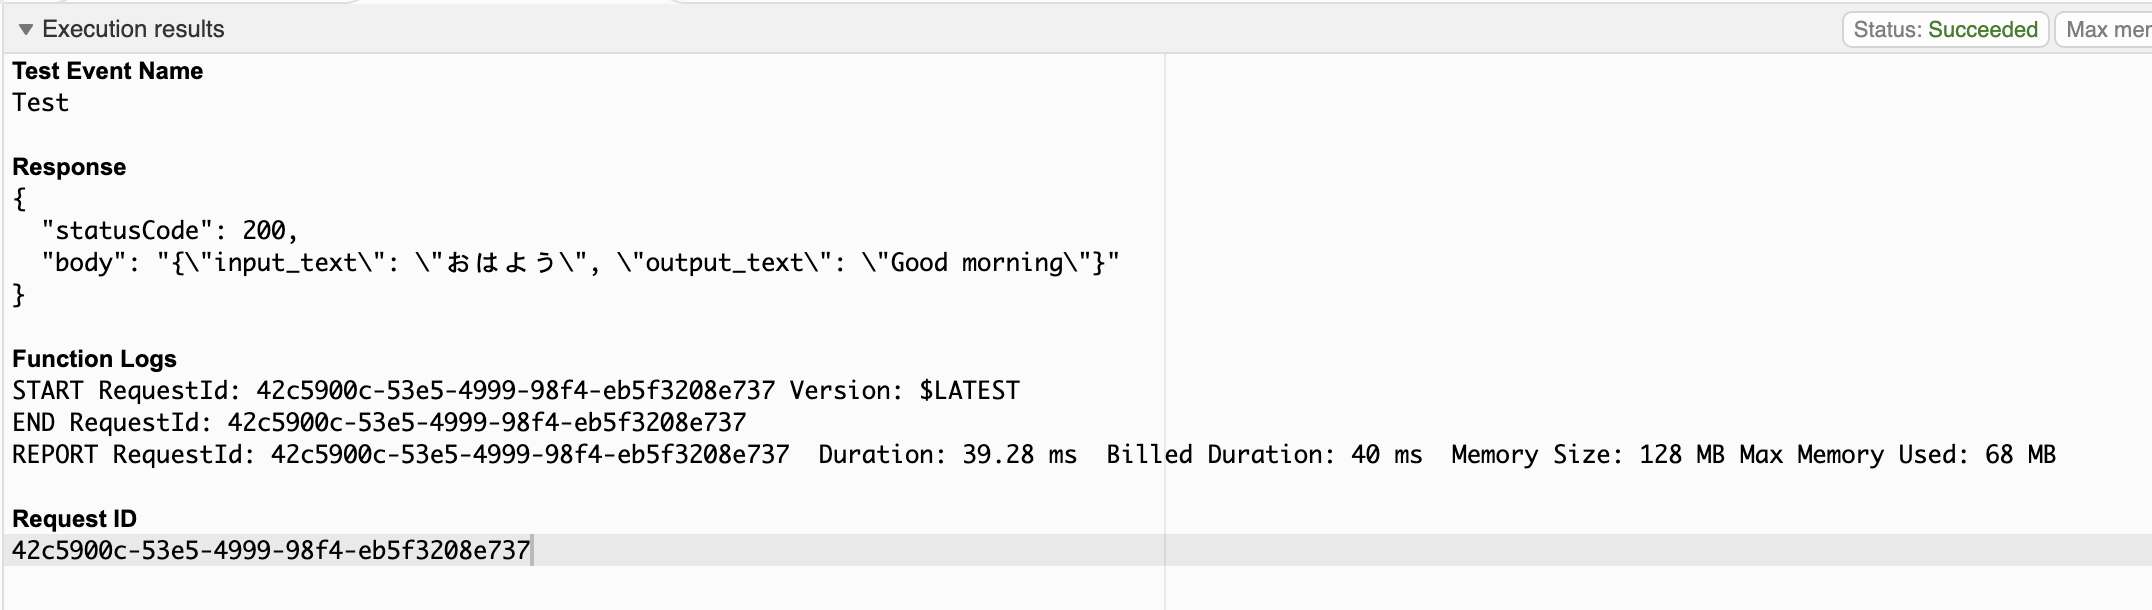 ▼ Execution results
Status: Succeeded
Max mer
Test Event Name
Test
Response
{
"statusCode": 200,
"body": "{\"input_text\": \"おはよう\", \"output_text\": \"Good morning\"}"
}
Function Logs
START RequestId: 42c5900c-53e5-4999-98f4-eb5f3208e737 Version: $LATEST
END RequestId: 42c5900c-53e5-4999-98f4-eb5f3208e737
REPORT RequestId: 42c5900c-53e5-4999-98f4-eb5f3208e737 Duration: 39.28 ms Billed Duration: 40 ms Memory Size: 128 MB Max Memory Used: 68 MB
Request ID
42c5900c-53e5-4999-98f4-eb5f3208e737